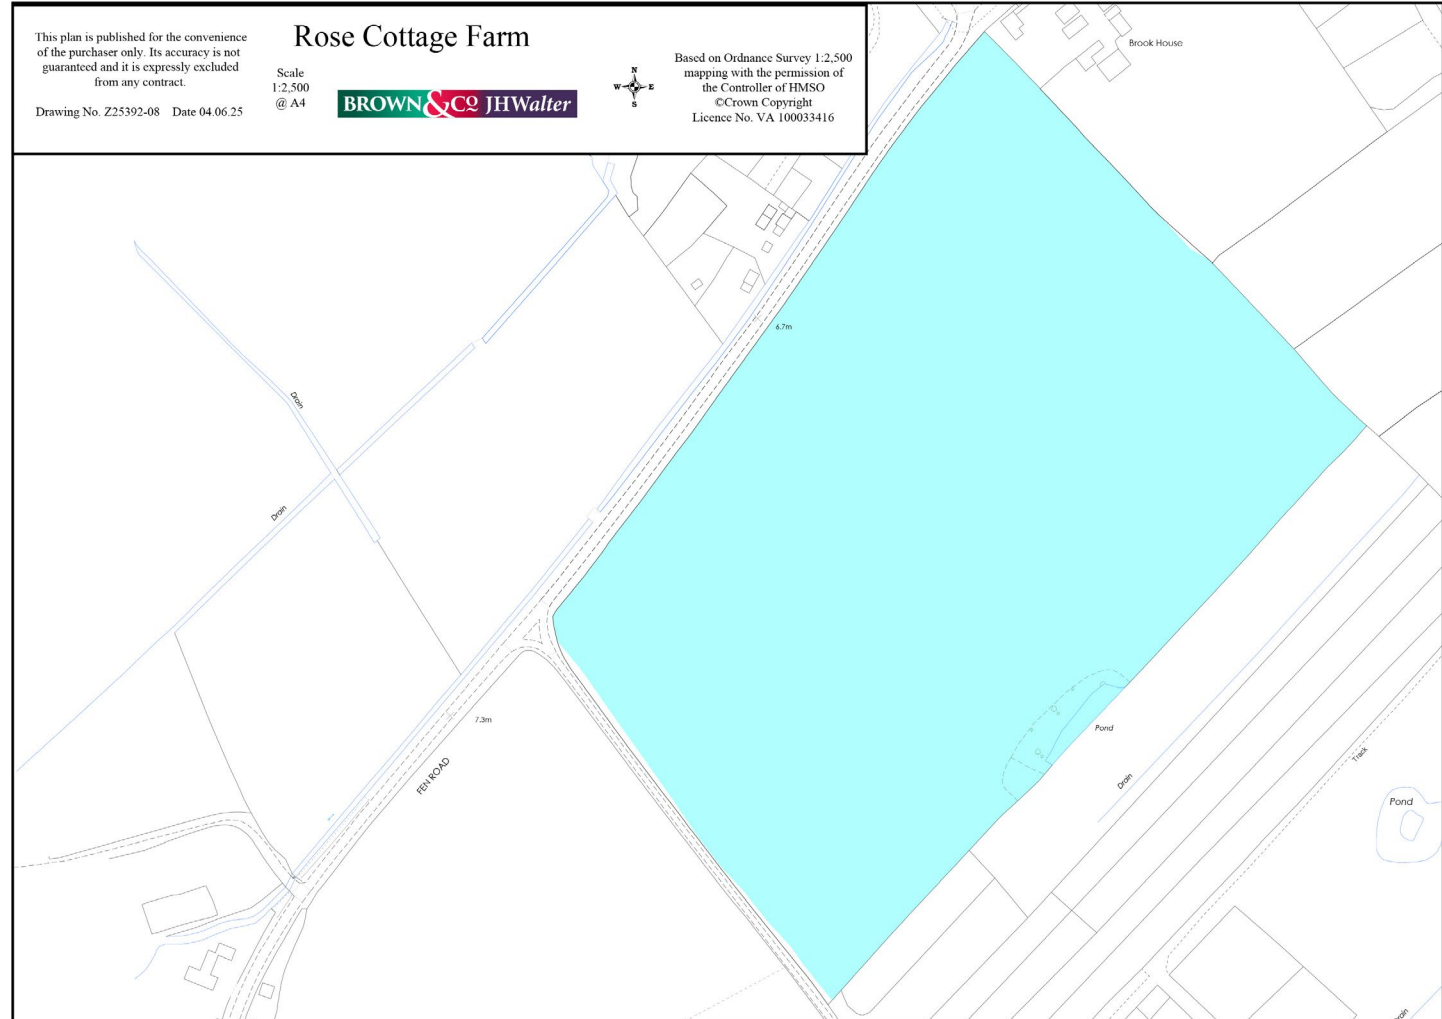 This plan is published for the convenience
of the purchaser only. Its accuracy is not
guaranteed and it is expressly excluded
from any contract.
Drawing No. Z25392-08 Date 04.06.25
Rose Cottage Farm
Scale
1:2,500
@ A4
BROWN&CO JHWalter
N
W E
S
Based on Ordnance Survey 1:2,500
mapping with the permission of
the Controller of HMSO
©Crown Copyright
Licence No. VA 100033416
Brook House
6.7m
Drain
Drain
7.3m
FEN ROAD
Pond
Drain
Track
Pond
Drain